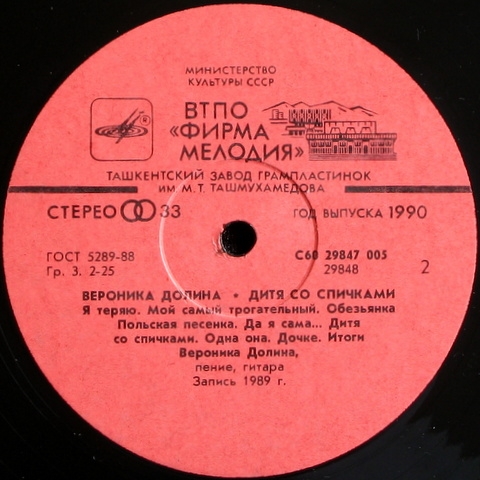 МИНИСТЕРСТВО
КУЛЬТУРЫ СССР
ВТПО
«ФИРМА
МЕЛОДИЯ»
®
ТАШКЕНТСКИЙ ЗАВОД ГРАМПЛАСТИНОК
ИМ М. Т. ТАШМУХАМЕДОВА
СТЕРЕО 33
ГОД ВЫПУСКА 1990
ГОСТ 5289-88
Гр. 3. 2-25
С60 29847 005
29848
2
ВЕРОНИКА ДОЛИНА • ДИТЯ СО СПИЧКАМИ
Я теряю. Мой самый трогательный. Обезьянка
Польская песенка. Да я сама... Дитя
со спичками. Одна она. Дочке. Итоги
Вероника Долина,
пение, гитара
Запись 1989 г.